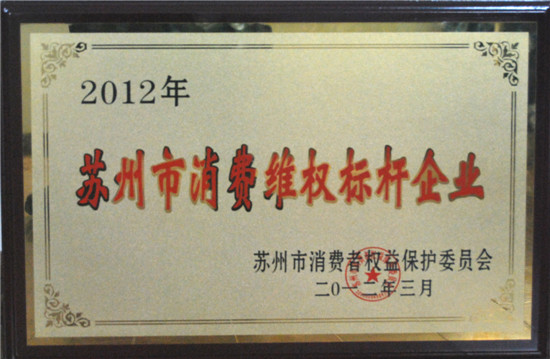 2012年
苏州市消费维权标杆企业
苏州市消费者权益保护委员会
二〇一二年三月